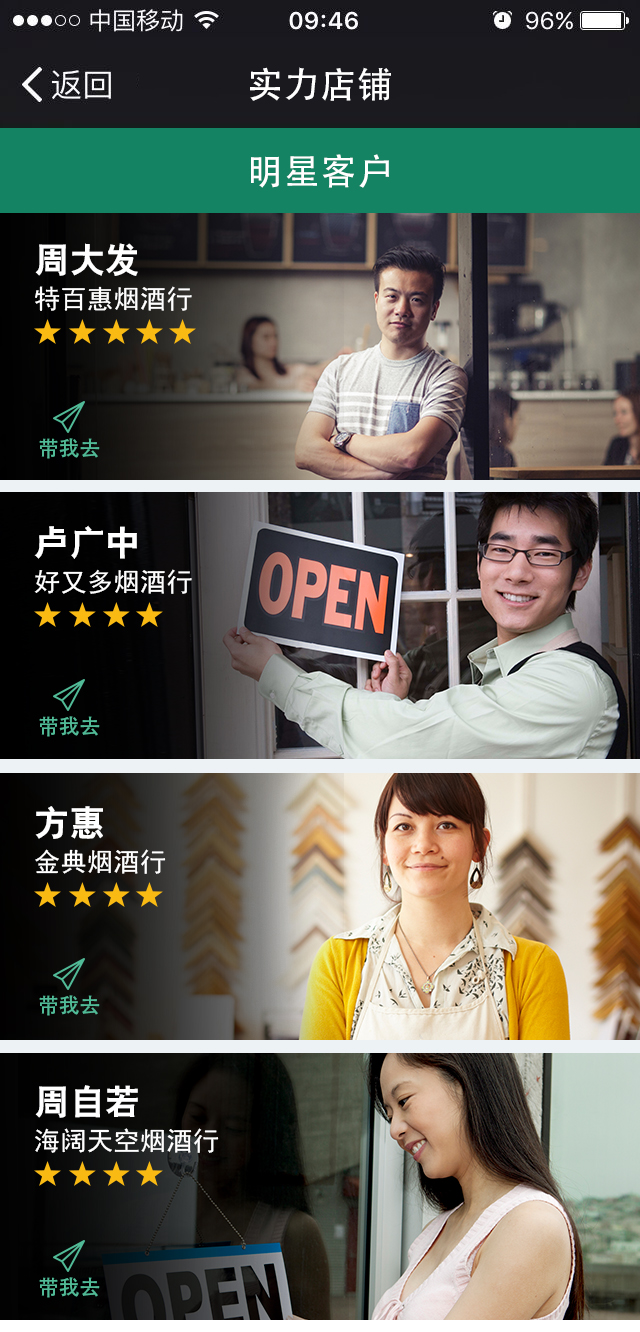 中国移动 09:46 96%
返回 实力店铺
明星客户
周大发
特百惠烟酒行
带我去
卢广中
好又多烟酒行
OPEN
带我去
方惠
金典烟酒行
带我去
周自若
海阔天空烟酒行
带我去
OPEN